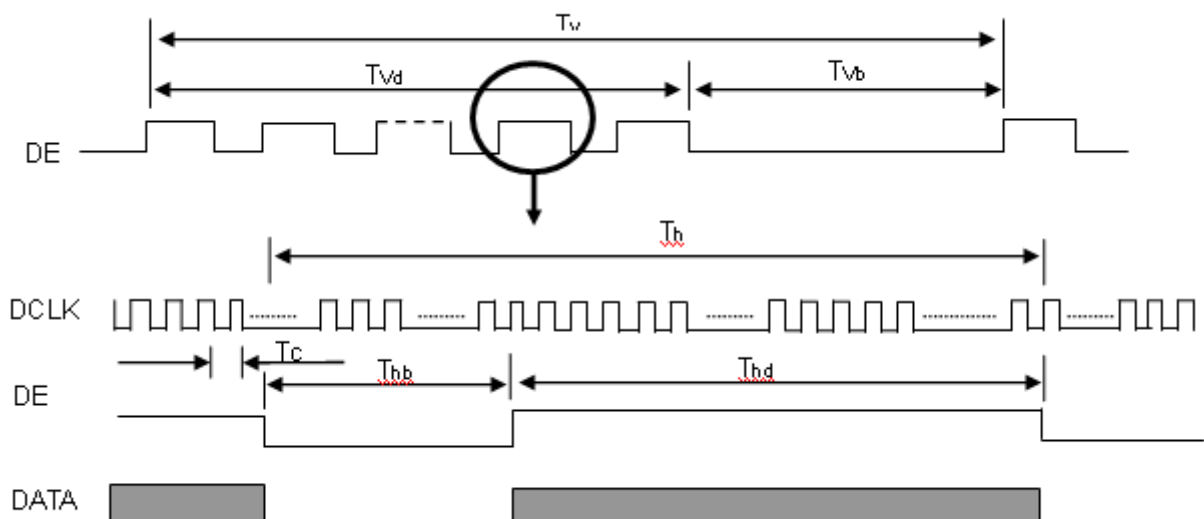 Tv
Tvd
Tvb
DE
Th
DCLK
Tc
Thb
Thd
DE
DATA